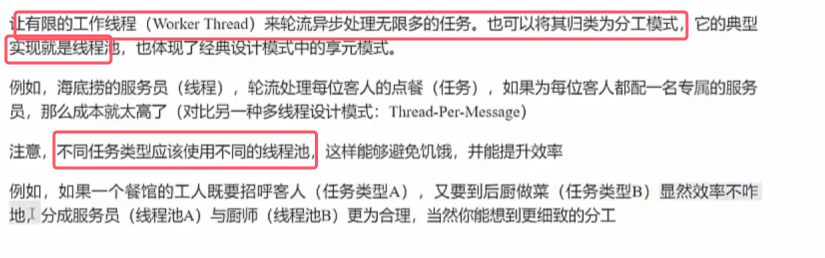 让有限的工作线程（Worker Thread）来轮流异步处理无限多的任务。也可以将其归类为分工模式，它的典型
实现就是线程池，也体现了经典设计模式中的享元模式。
例如，海底捞的服务员（线程），轮流处理每位客人的点餐（任务），如果为每位客人都配一名专属的服务
员，那么成本就太高了（对比另一种多线程设计模式：Thread-Per-Message）
注意，不同任务类型应该使用不同的线程池，这样能够避免饥饿，并能提升效率
例如，如果一个餐馆的工人既要招呼客人（任务类型A），又要到后厨做菜（任务类型B）显然效率不咋
地，分成服务员（线程池A）与厨师（线程池B）更为合理，当然你能想到更细致的分工